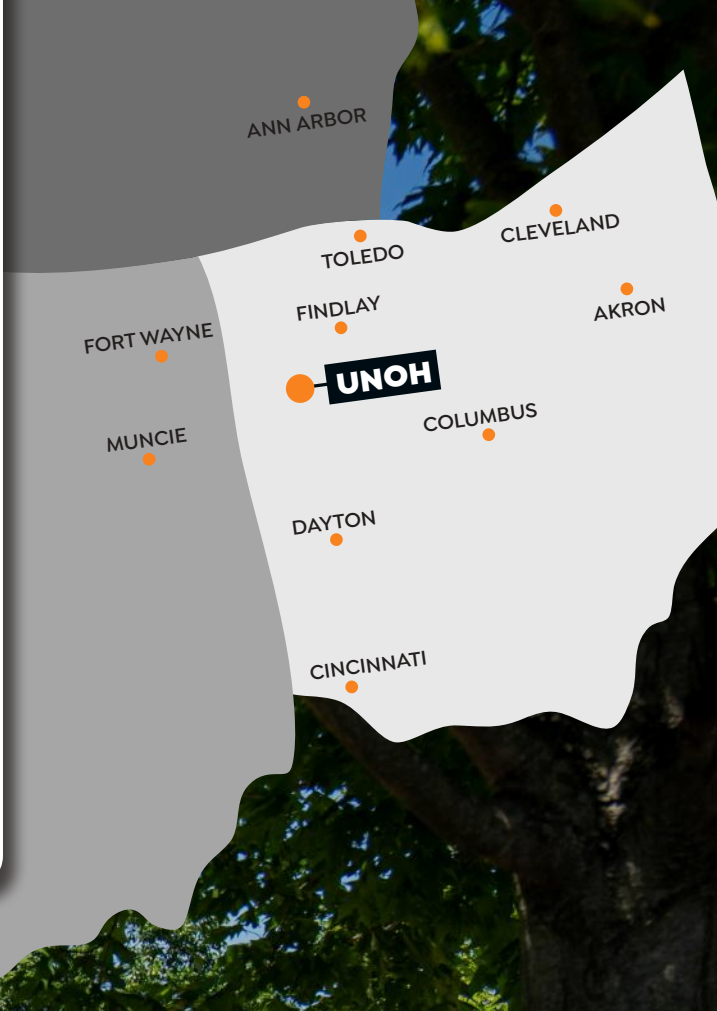 ANN ARBOR
CLEVELAND
TOLEDO
AKRON
FINDLAY
FORT WAYNE
UNOH
COLUMBUS
MUNCIE
DAYTON
CINCINNATI